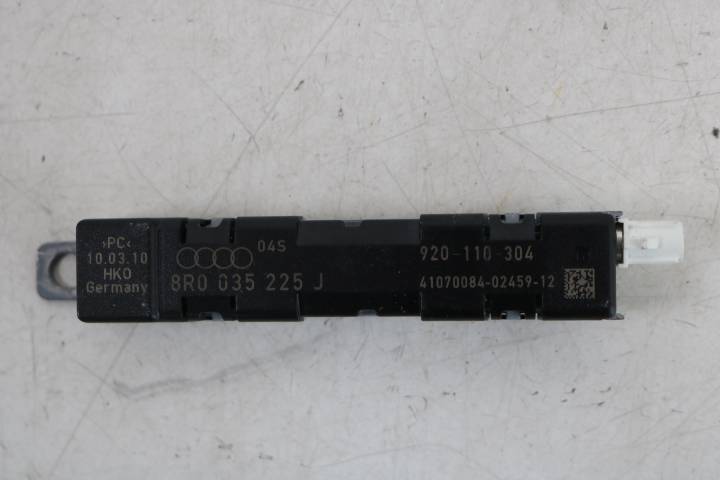 ›PC‹
10.03.10
HKO
Germany
04S
8R0 035 225 J
920-110-304
41070084-02459-12